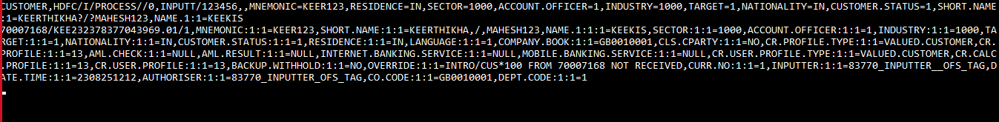 CUSTOMER,HDFC/I/PROCESS//0,INPUTT/123456,,MNEMONIC=KEER123,RESIDENCE=IN,SECTOR=1000,ACCOUNT.OFFICER=1,INDUSTRY=1000,TARGET=1,NATIONALITY=IN,CUSTOMER.STATUS=1,SHORT.NAME
:1=KEERTHIKHA?/?MAHESH123,NAME.1:1=KEEKIS
70007168/KEE232378377043969.01/1,MNEMONIC:1:1=KEER123,SHORT.NAME:1:1=KEERTHIKA,/,MAHESH123,NAME.1:1:1=KEEKIS,SECTOR:1:1=1000,ACCOUNT.OFFICER:1:1=1,INDUSTRY:1:1=1000,TA
RGET:1:1=1,NATIONALITY:1:1=IN,CUSTOMER.STATUS:1:1=1,RESIDENCE:1:1=IN,LANGUAGE:1:1=1,COMPANY.BOOK:1:1=GB0010001,CLS.CPARTY:1:1=NO,CR.PROFILE.TYPE:1:1=VALUED.CUSTOMER,CR.
PROFILE:1:1=13,AML.CHECK:1:1=NULL,AML.RESULT:1:1=NULL,INTERNET.BANKING.SERVICE:1:1=NULL,MOBILE.BANKING.SERVICE:1:1=NULL,CR.USER.PROFILE.TYPE:1:1=VALUED.CUSTOMER,CR.CALC
.PROFILE:1:1=13,CR.USER.PROFILE:1:1=13,BACKUP.WITHHOLD:1:1=NO,OVERRIDE:1:1=INTRO/CUS*100 FROM 70007168 NOT RECEIVED,CURR.NO:1:1=1,INPUTTER:1:1=83770_INPUTTER__OFS_TAG,D
ATE.TIME:1:1=2308251212,AUTHORISER:1:1=83770_INPUTTER_OFS_TAG,CO.CODE:1:1=GB0010001,DEPT.CODE:1:1=1